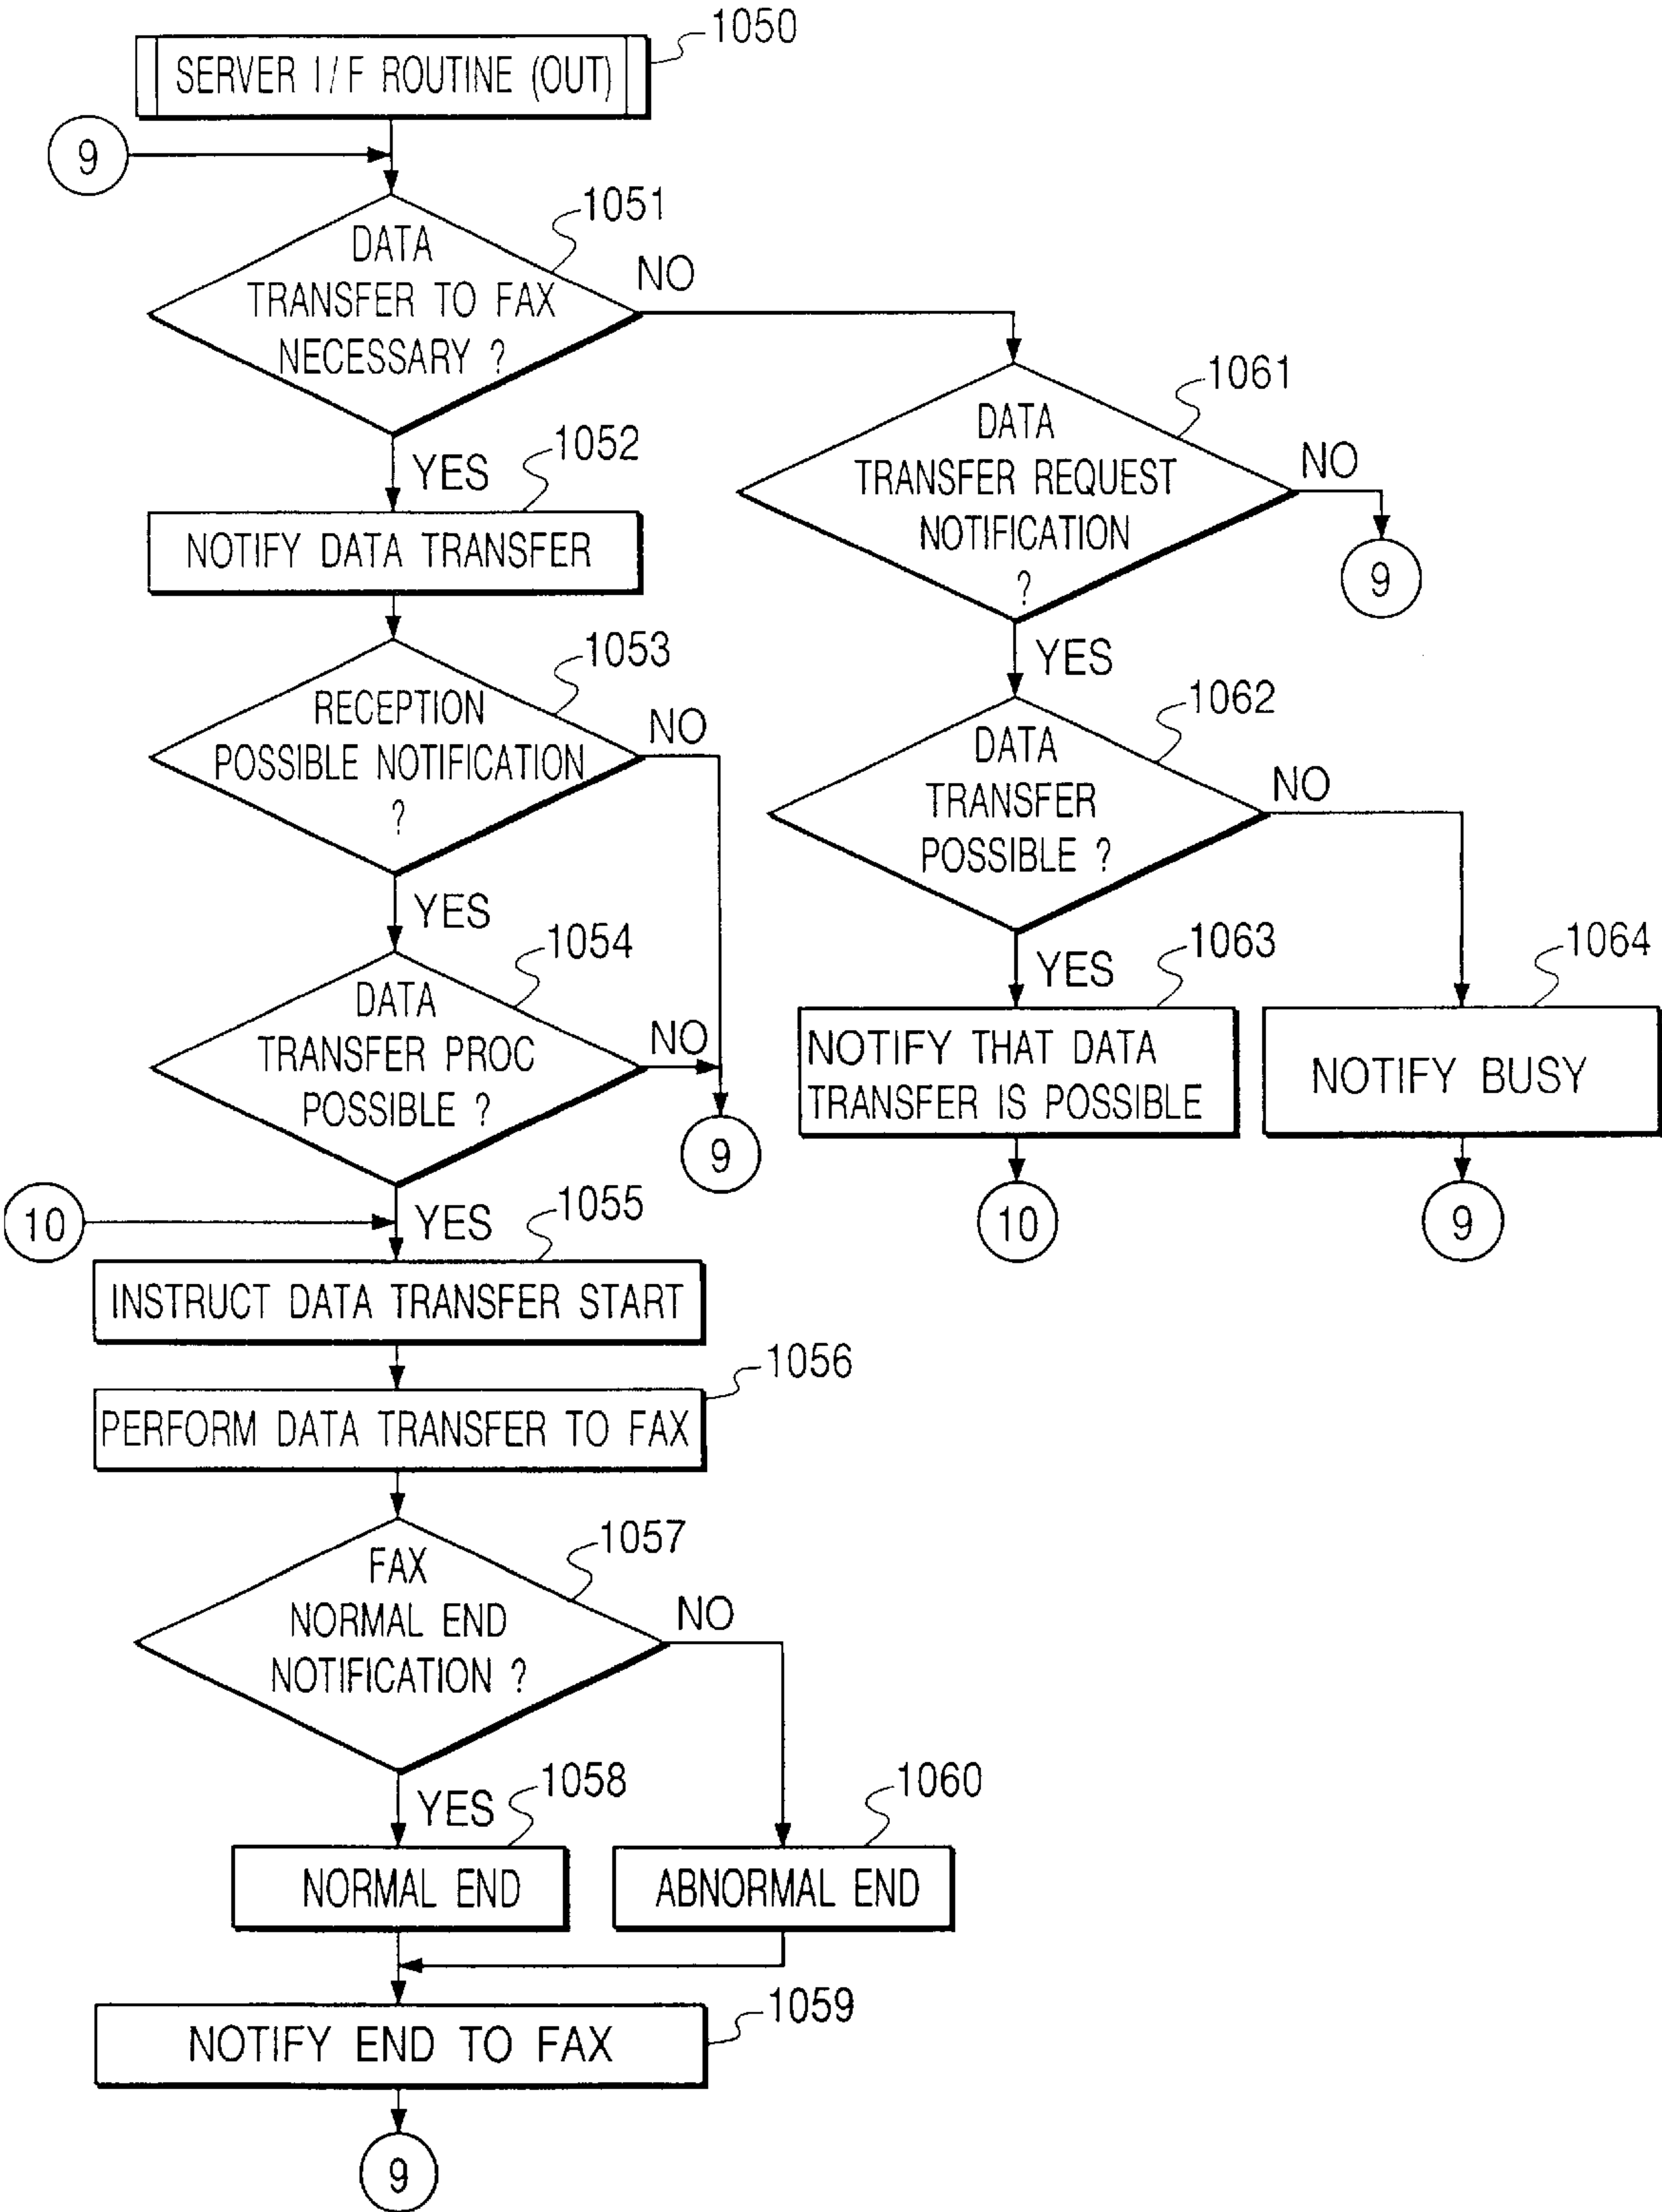 1050
SERVER I/F ROUTINE (OUT)
9
1051
DATA
TRANSFER TO FAX
NECESSARY ?
NO
YES
1052
NOTIFY DATA TRANSFER
1053
RECEPTION
POSSIBLE NOTIFICATION
?
NO
YES
1054
DATA
TRANSFER PROC
POSSIBLE ?
NO
9
10
YES
1055
INSTRUCT DATA TRANSFER START
1056
PERFORM DATA TRANSFER TO FAX
1057
FAX
NORMAL END
NOTIFICATION ?
NO
YES
1058
NORMAL END
1060
ABNORMAL END
1059
NOTIFY END TO FAX
9
1061
DATA
TRANSFER REQUEST
NOTIFICATION
?
NO
9
YES
1062
DATA
TRANSFER
POSSIBLE ?
NO
YES
1063
NOTIFY THAT DATA
TRANSFER IS POSSIBLE
10
1064
NOTIFY BUSY
9